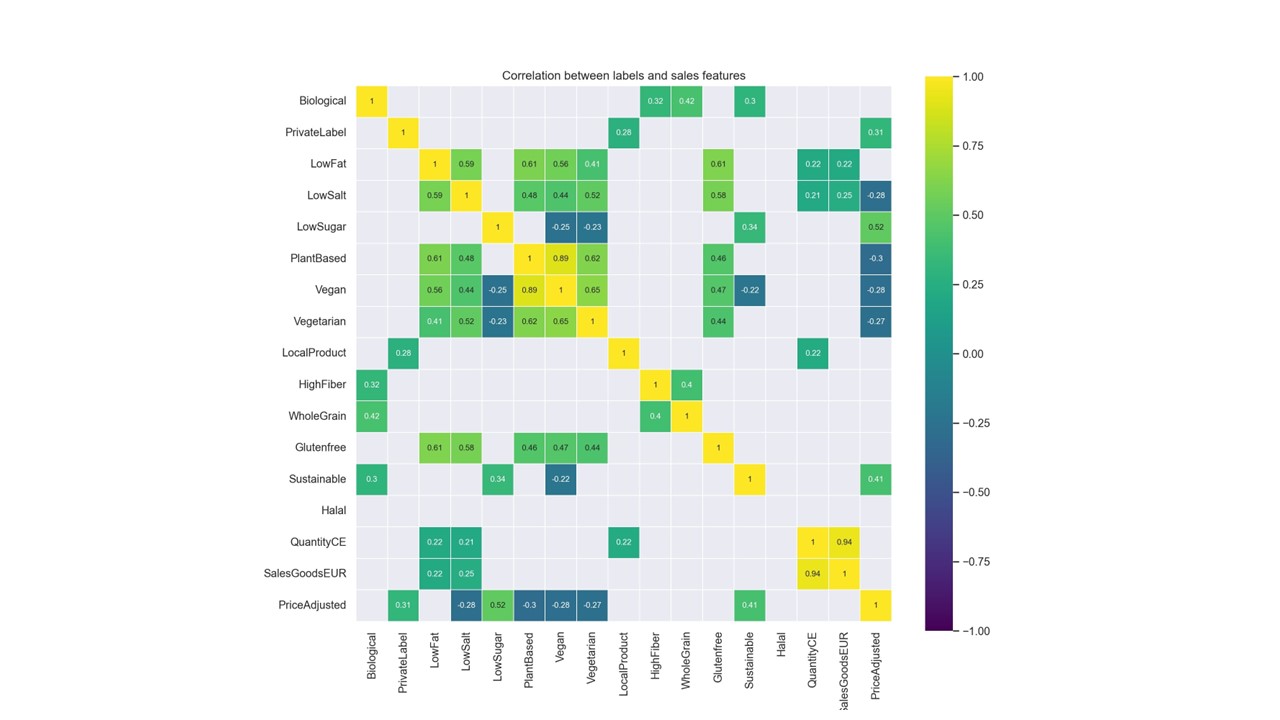 Correlation between labels and sales features
Biological 1 0.32 0.42 0.3
PrivateLabel 1 0.28 0.31
LowFat 1 0.59 0.61 0.56 0.41 0.61 0.22 0.22
LowSalt 0.59 1 0.48 0.44 0.52 0.58 0.21 0.25 -0.28
LowSugar 1 -0.25 -0.23 0.34 0.52
PlantBased 0.61 0.48 1 0.89 0.62 0.46 -0.3
Vegan 0.56 0.44 -0.25 0.89 1 0.65 0.47 -0.22 -0.28
Vegetarian 0.41 0.52 -0.23 0.62 0.65 1 0.44 -0.27
LocalProduct 0.28 1 0.22
HighFiber 0.32 1 0.4
WholeGrain 0.42 0.4 1
Glutenfree 0.61 0.58 0.46 0.47 0.44 1
Sustainable 0.3 0.34 -0.22 1 0.41
Halal
QuantityCE 0.22 0.21 0.22 1 0.94
SalesGoodsEUR 0.22 0.25 0.94 1
PriceAdjusted 0.31 -0.28 0.52 -0.3 -0.28 -0.27 0.41 1
Biological
PrivateLabel
LowFat
LowSalt
LowSugar
PlantBased
Vegan
Vegetarian
LocalProduct
HighFiber
WholeGrain
Glutenfree
Sustainable
Halal
QuantityCE
SalesGoodsEUR
PriceAdjusted
1.00
0.75
0.50
0.25
0.00
−0.25
−0.50
−0.75
−1.00